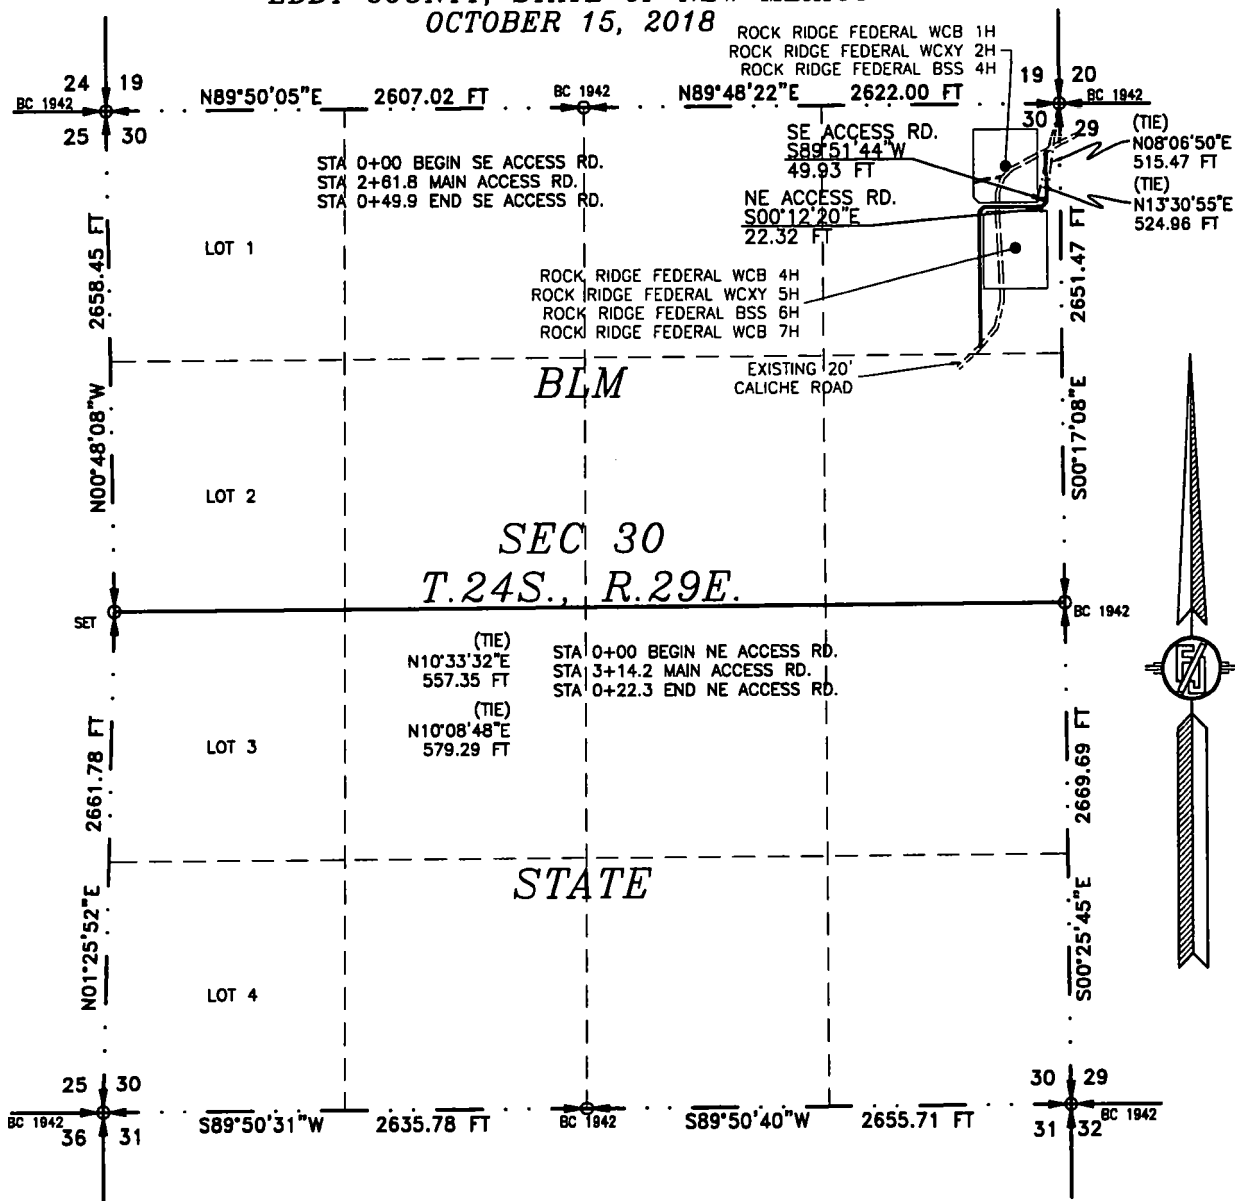 OCTOBER 15, 2018
ROCK RIDGE FEDERAL WCB 1H
ROCK RIDGE FEDERAL WCXY 2H
ROCK RIDGE FEDERAL BSS 4H
24 19
BC 1942
25 30
N89°50'05"E 2607.02 FT
BC 1942
N89°48'22"E 2622.00 FT
19 20
BC 1942
30 29
(TIE)
N08°06'50"E
515.47 FT
(TIE)
N13°30'55"E
524.96 FT
STA 0+00 BEGIN SE ACCESS RD.
STA 2+61.8 MAIN ACCESS RD.
STA 0+49.9 END SE ACCESS RD.
SE ACCESS RD.
S89°51'44"W
49.93 FT
NE ACCESS RD.
S00°12'20"E
22.32 FT
LOT 1
2658.45 FT
2651.47 FT
ROCK RIDGE FEDERAL WCB 4H
ROCK RIDGE FEDERAL WCXY 5H
ROCK RIDGE FEDERAL BSS 6H
ROCK RIDGE FEDERAL WCB 7H
EXISTING 20'
CALICHE ROAD
BLM
N00°48'08"W
S00°17'08"E
LOT 2
SEC 30
T.24S., R.29E.
SET
BC 1942
(TIE)
N10°33'32"E
557.35 FT
(TIE)
N10°08'48"E
579.29 FT
STA 0+00 BEGIN NE ACCESS RD.
STA 3+14.2 MAIN ACCESS RD.
STA 0+22.3 END NE ACCESS RD.
LOT 3
2661.78 FT
2669.69 FT
STATE
N01°25'52"E
S00°25'45"E
LOT 4
25 30
BC 1942
36 31
S89°50'31"W 2635.78 FT
BC 1942
S89°50'40"W 2655.71 FT
30 29
BC 1942
31 32